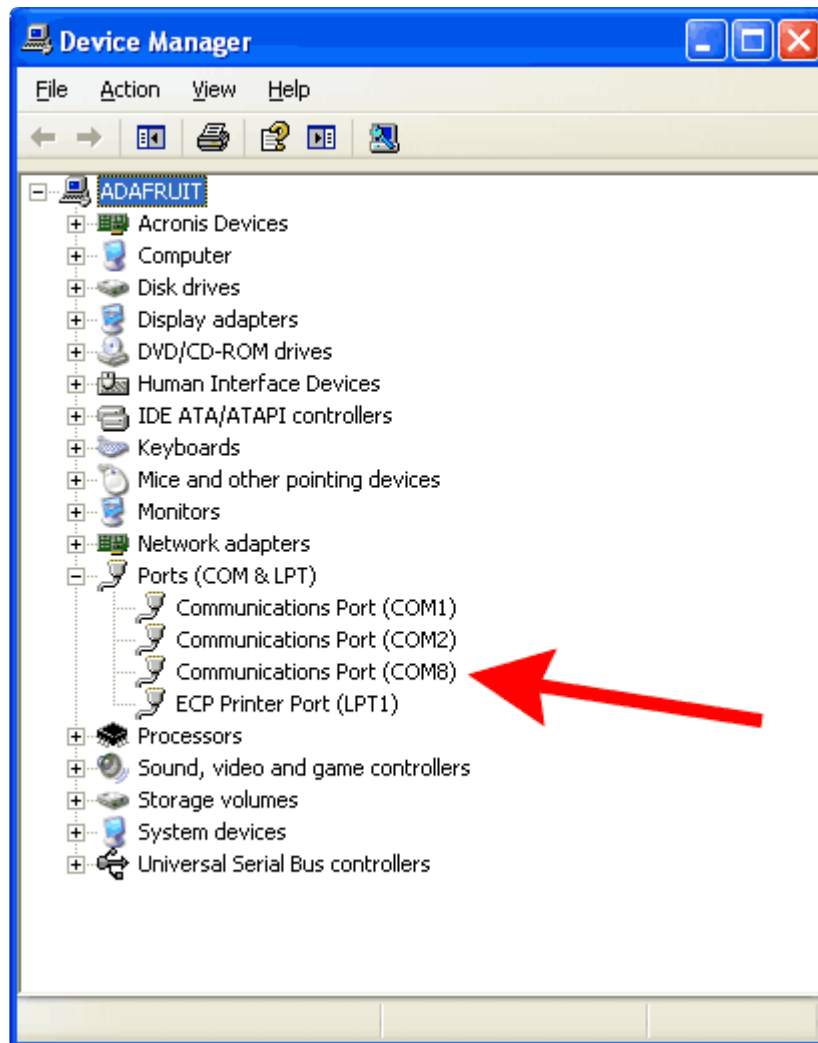 Device Manager
File Action View Help
ADAFRUIT
Acronis Devices
Computer
Disk drives
Display adapters
DVD/CD-ROM drives
Human Interface Devices
IDE ATA/ATAPI controllers
Keyboards
Mice and other pointing devices
Monitors
Network adapters
Ports (COM & LPT)
Communications Port (COM1)
Communications Port (COM2)
Communications Port (COM8)
ECP Printer Port (LPT1)
Processors
Sound, video and game controllers
Storage volumes
System devices
Universal Serial Bus controllers